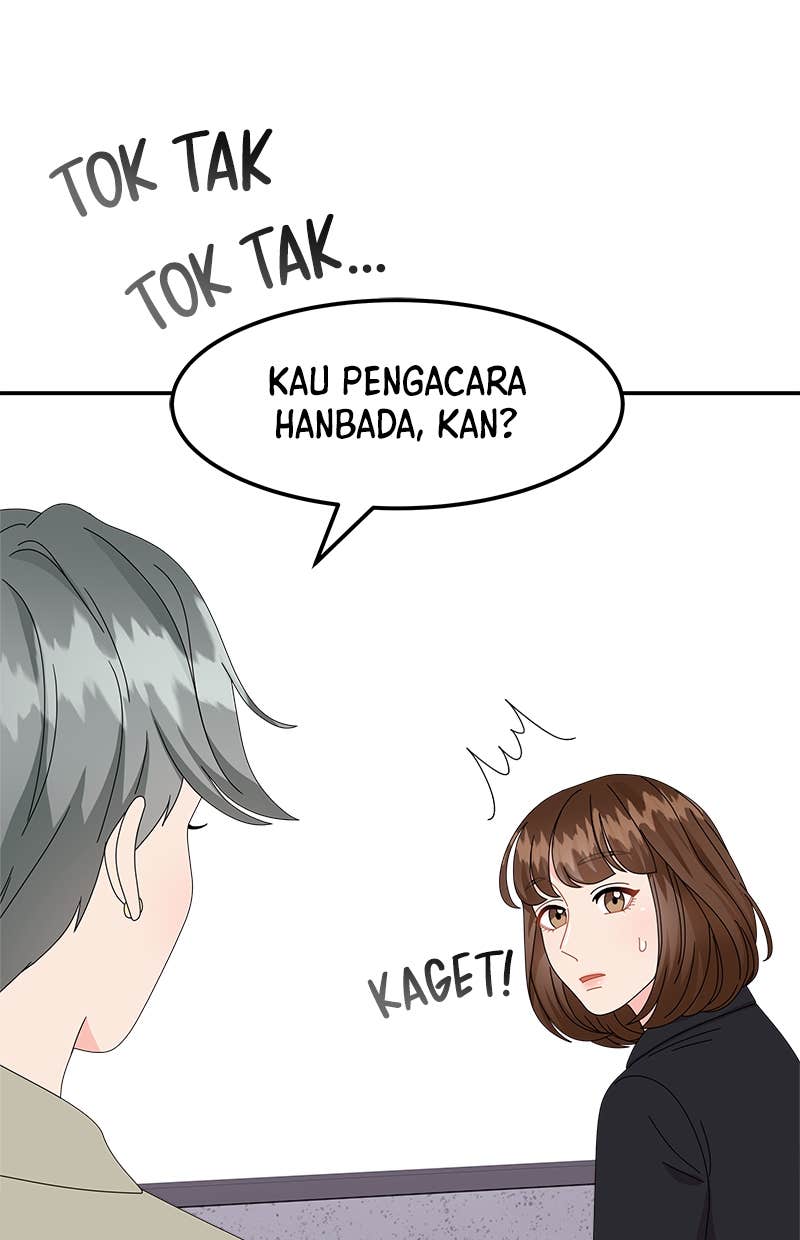 TOK TAK
TOK TAK...
KAU PENGACARA
HANBADA, KAN?
KAGET!